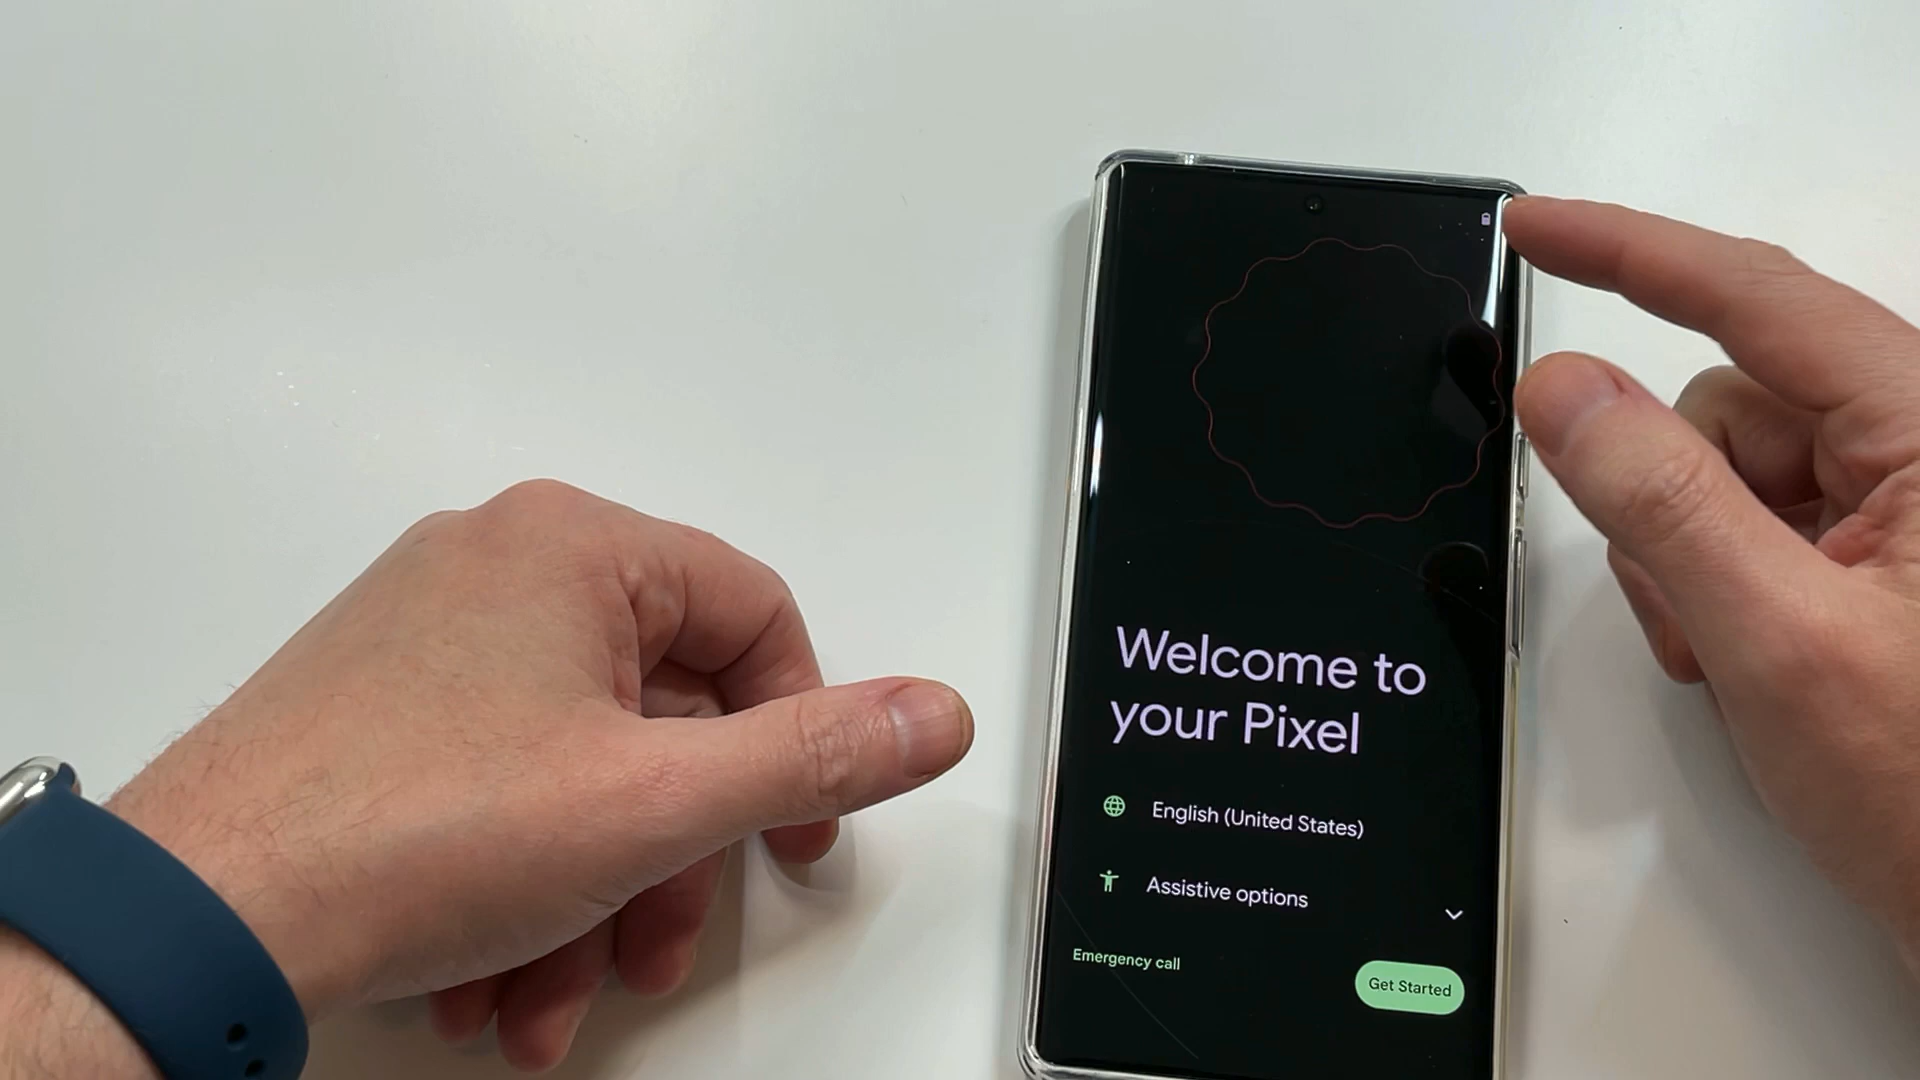 Welcome to
your Pixel
English (United States)
Assistive options
Emergency call
Get Started